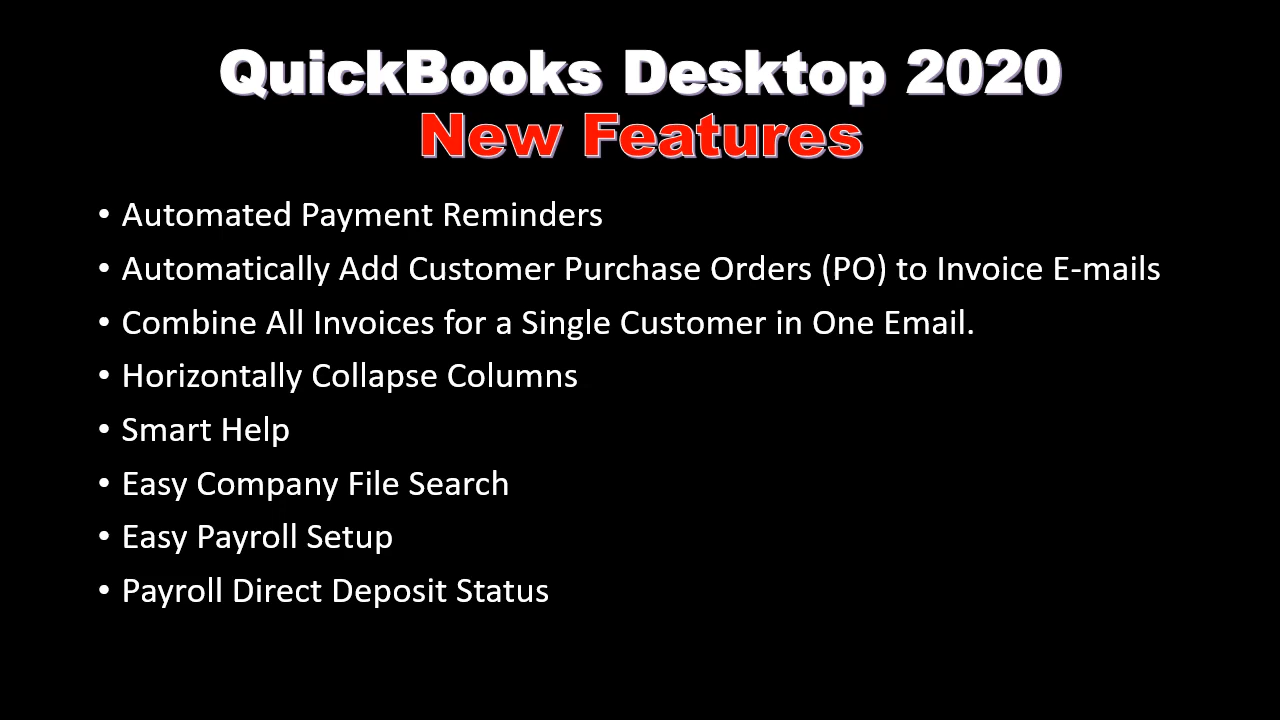 QuickBooks Desktop 2020
New Features
• Automated Payment Reminders
• Automatically Add Customer Purchase Orders (PO) to Invoice E-mails
• Combine All Invoices for a Single Customer in One Email.
• Horizontally Collapse Columns
• Smart Help
• Easy Company File Search
• Easy Payroll Setup
• Payroll Direct Deposit Status